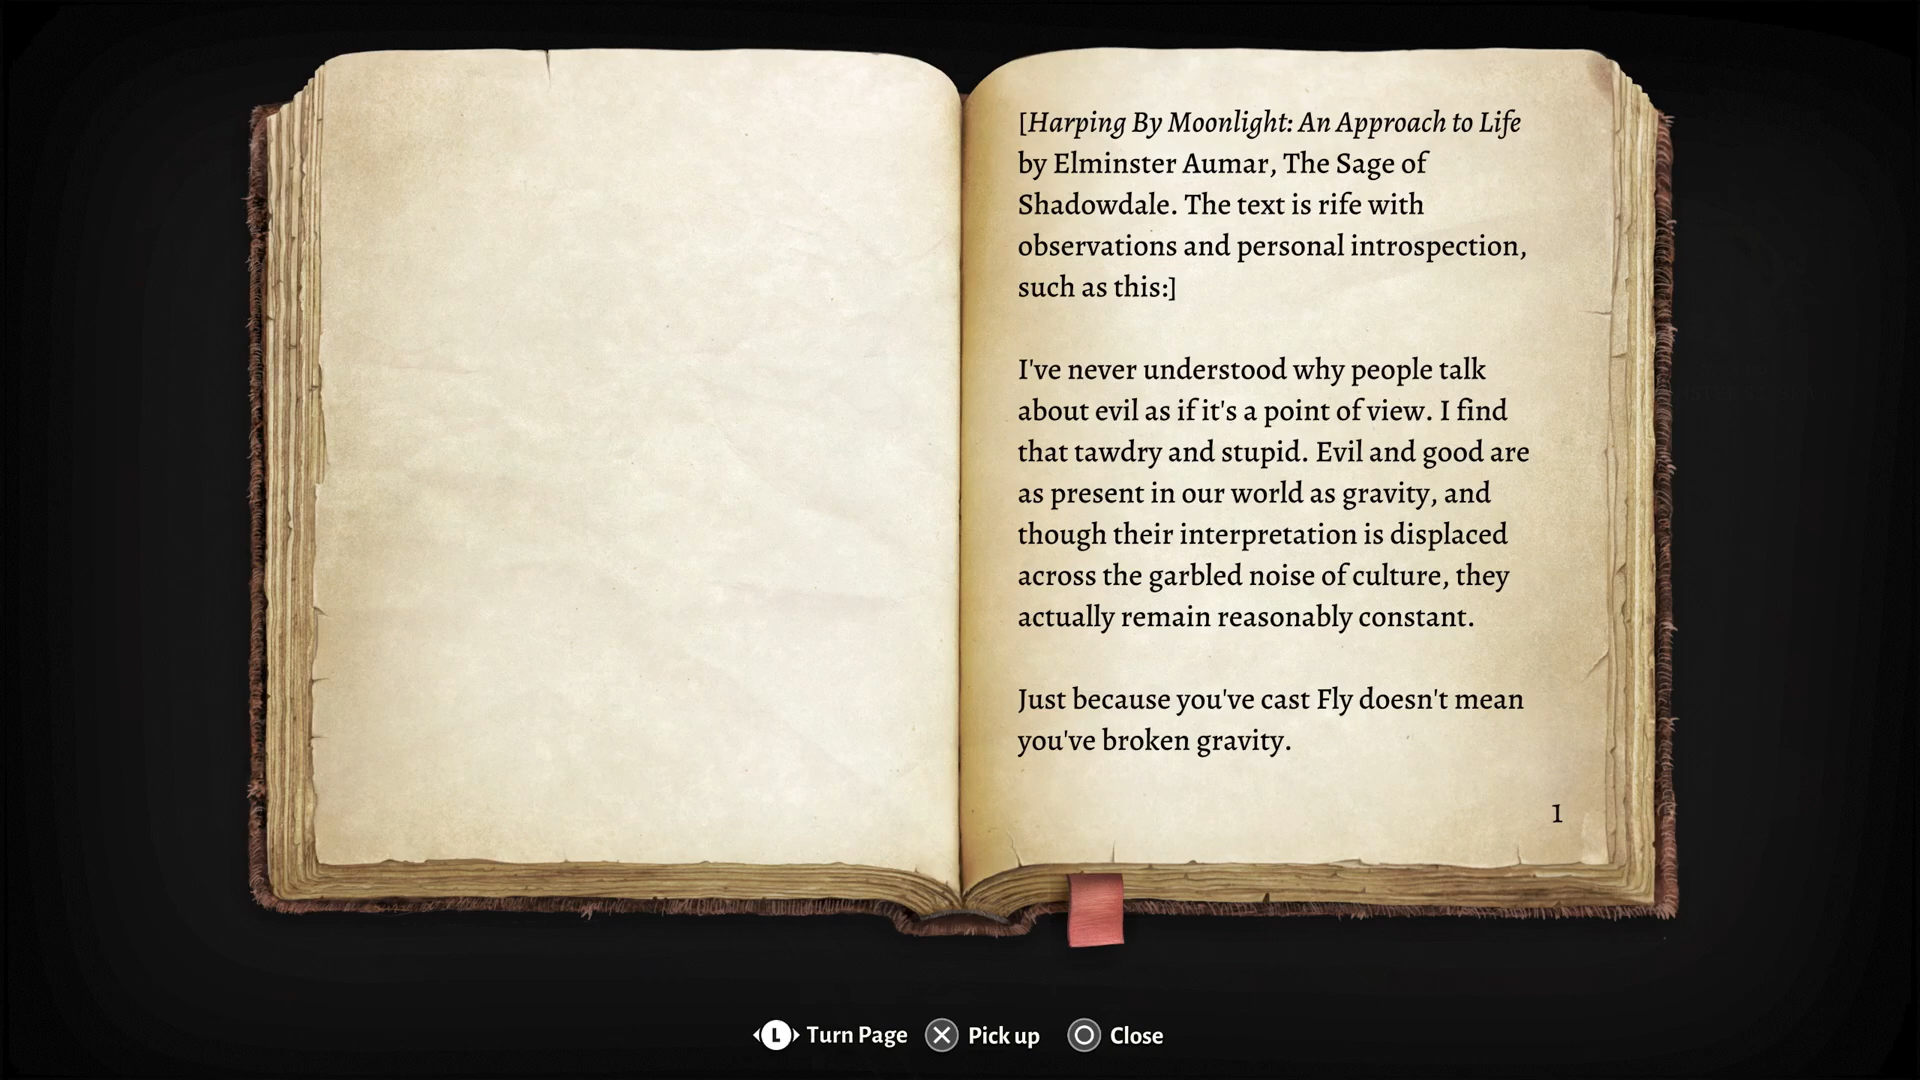 [Harping By Moonlight: An Approach to Life
by Elminster Aumar, The Sage of
Shadowdale. The text is rife with
observations and personal introspection,
such as this:]
I've never understood why people talk
about evil as if it's a point of view. I find
that tawdry and stupid. Evil and good are
as present in our world as gravity, and
though their interpretation is displaced
across the garbled noise of culture, they
actually remain reasonably constant.
Just because you've cast Fly doesn't mean
you've broken gravity.
1
L Turn Page Pick up Close